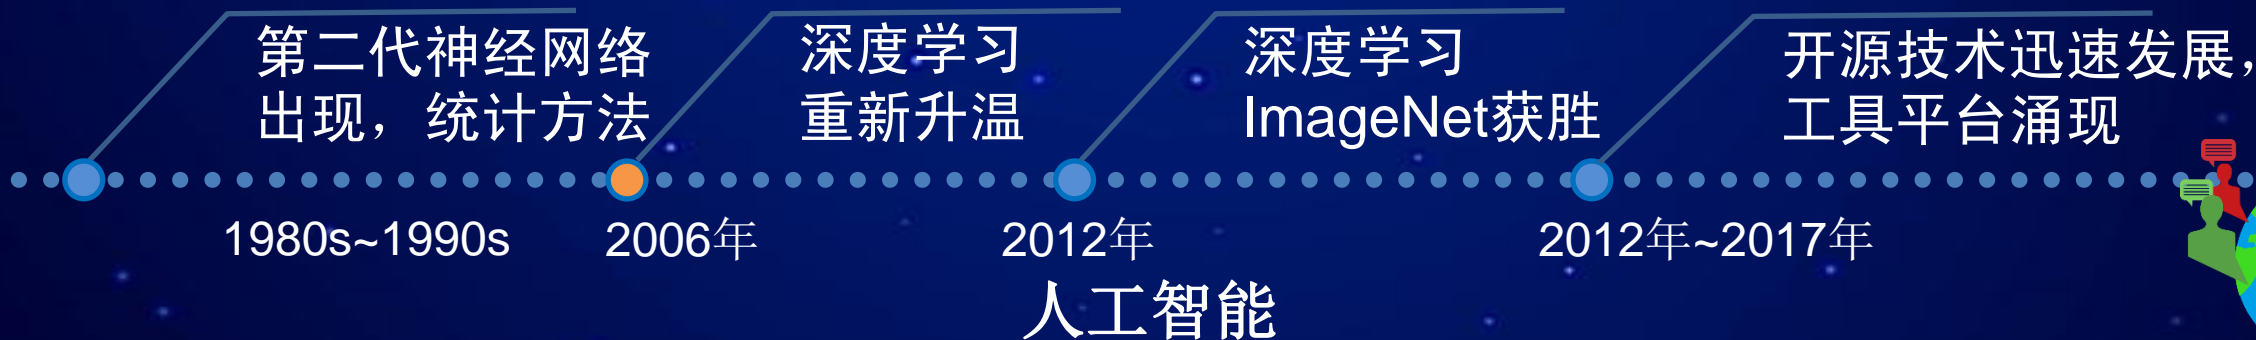 第二代神经网络
出现，统计方法
深度学习
重新升温
深度学习
ImageNet获胜
开源技术迅速发展，
工具平台涌现
1980s~1990s
2006年
2012年
2012年~2017年
人工智能